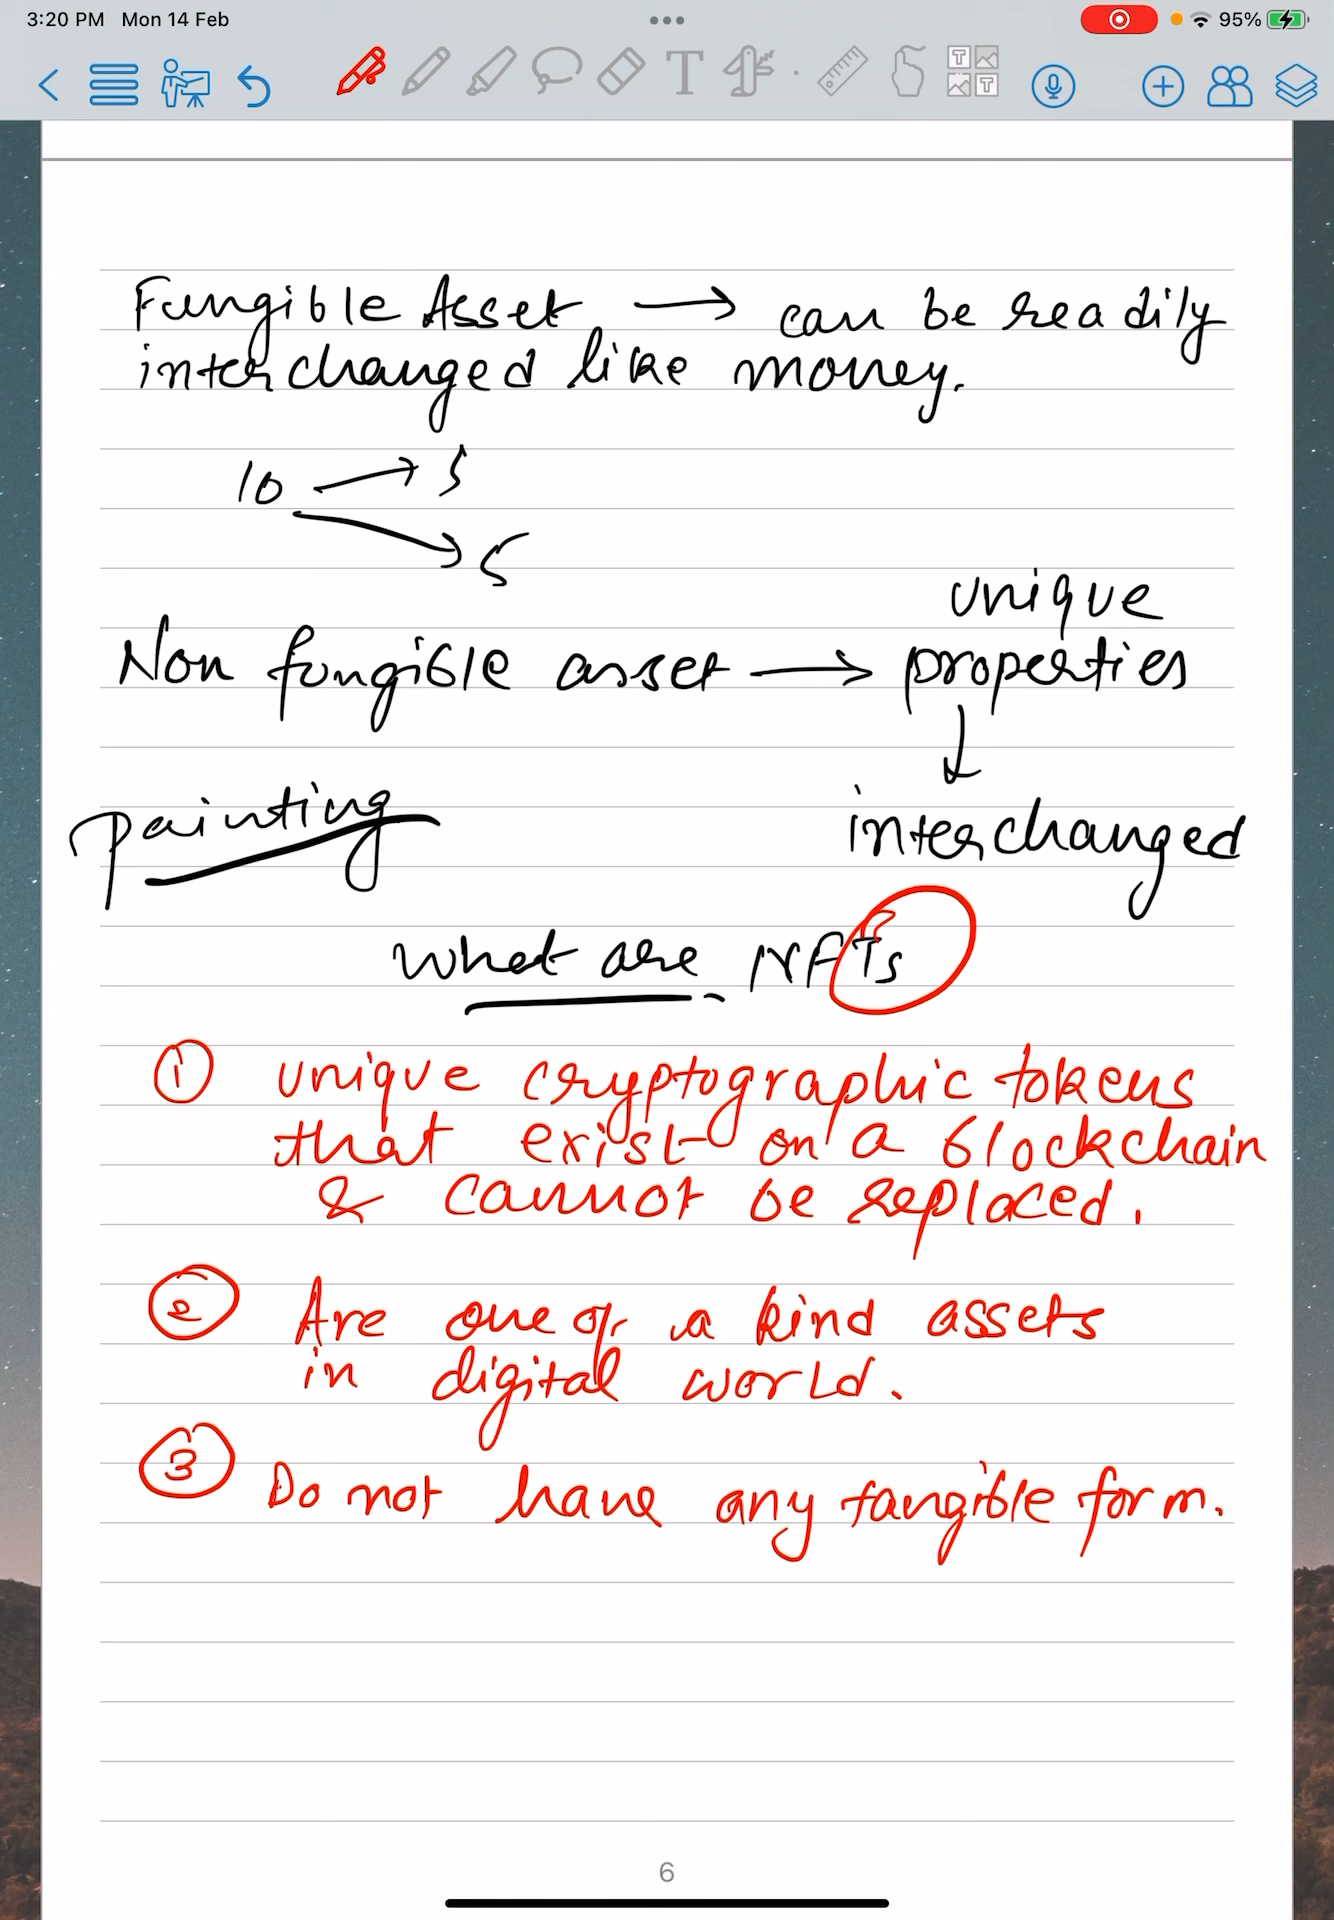 3:20 PM Mon 14 Feb
95%
Fungible Asset → can be readily
interchanged like money.
10 → 5
→ 5
unique
Non fungible asset → properties
↓
painting
interchanged
What are NFTs
① unique cryptographic tokens
that exist on a blockchain
& cannot be replaced.
② Are one of a kind assets
in digital world.
③ Do not have any tangible form.
6